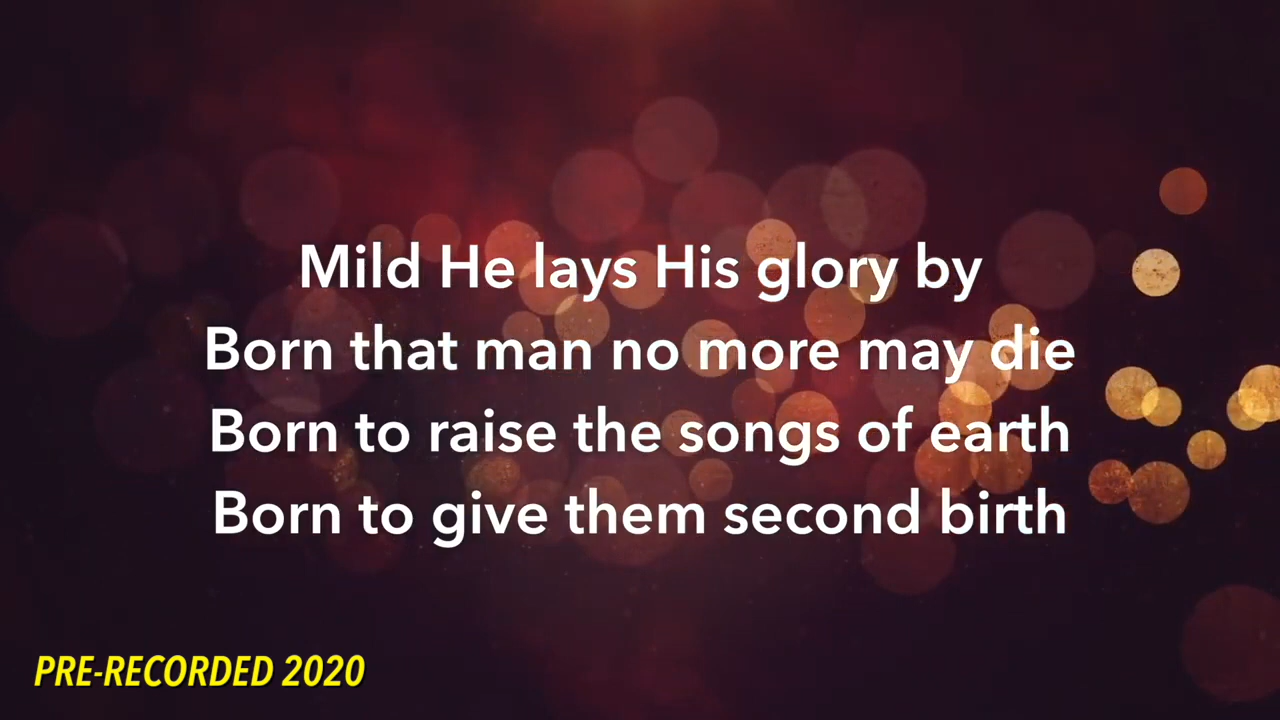 Mild He lays His glory by
Born that man no more may die
Born to raise the songs of earth
Born to give them second birth
PRE-RECORDED 2020